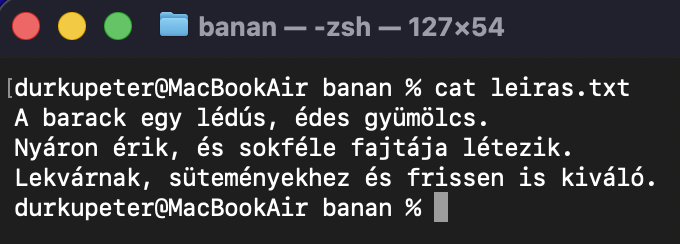 banan — -zsh — 127×54
[durkupeter@MacBookAir banan % cat leiras.txt
A barack egy lédús, édes gyümölcs.
Nyáron érik, és sokféle fajtája létezik.
Lekvárnak, süteményekhez és frissen is kiváló.
durkupeter@MacBookAir banan %